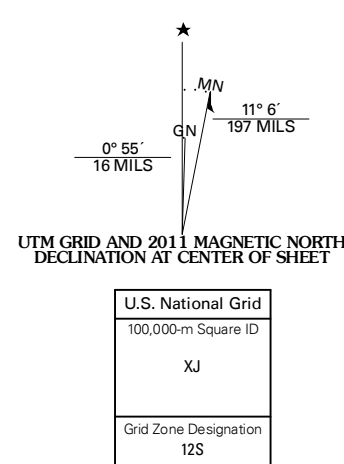 ★
MN
11° 6´
197 MILS
GN
0° 55´
16 MILS
UTM GRID AND 2011 MAGNETIC NORTH
DECLINATION AT CENTER OF SHEET
U.S. National Grid
100,000-m Square ID
XJ
Grid Zone Designation
12S